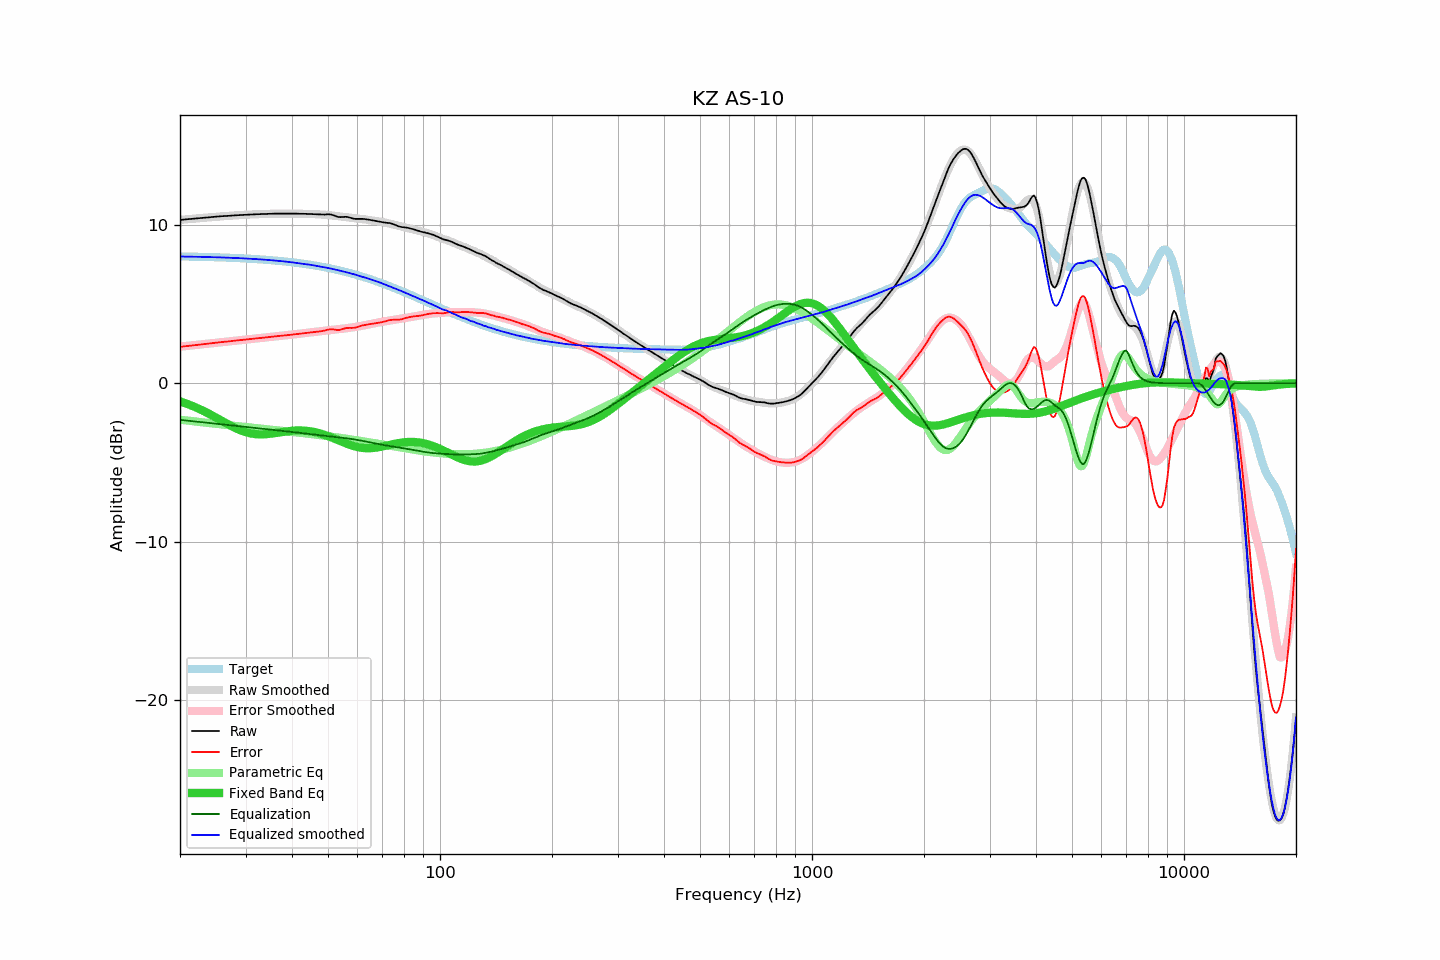 KZ AS-10
10
0
−10
−20
Amplitude (dBr)
Target
Raw Smoothed
Error Smoothed
Raw
Error
Parametric Eq
Fixed Band Eq
Equalization
Equalized smoothed
100
1000
10000
Frequency (Hz)